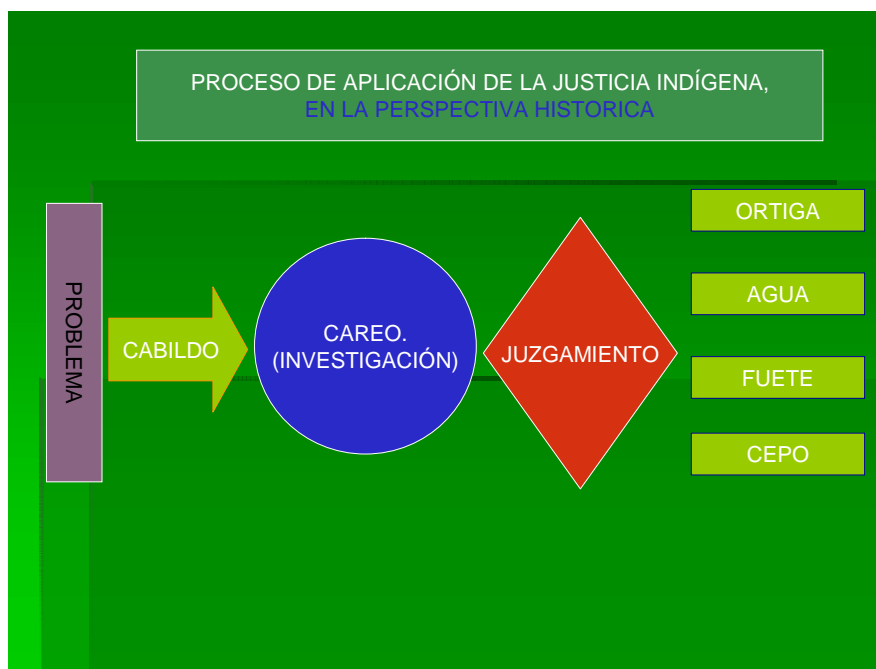 PROCESO DE APLICACIÓN DE LA JUSTICIA INDÍGENA,
EN LA PERSPECTIVA HISTORICA
PROBLEMA
CABILDO
CAREO.
(INVESTIGACIÓN)
JUZGAMIENTO
ORTIGA
AGUA
FUETE
CEPO